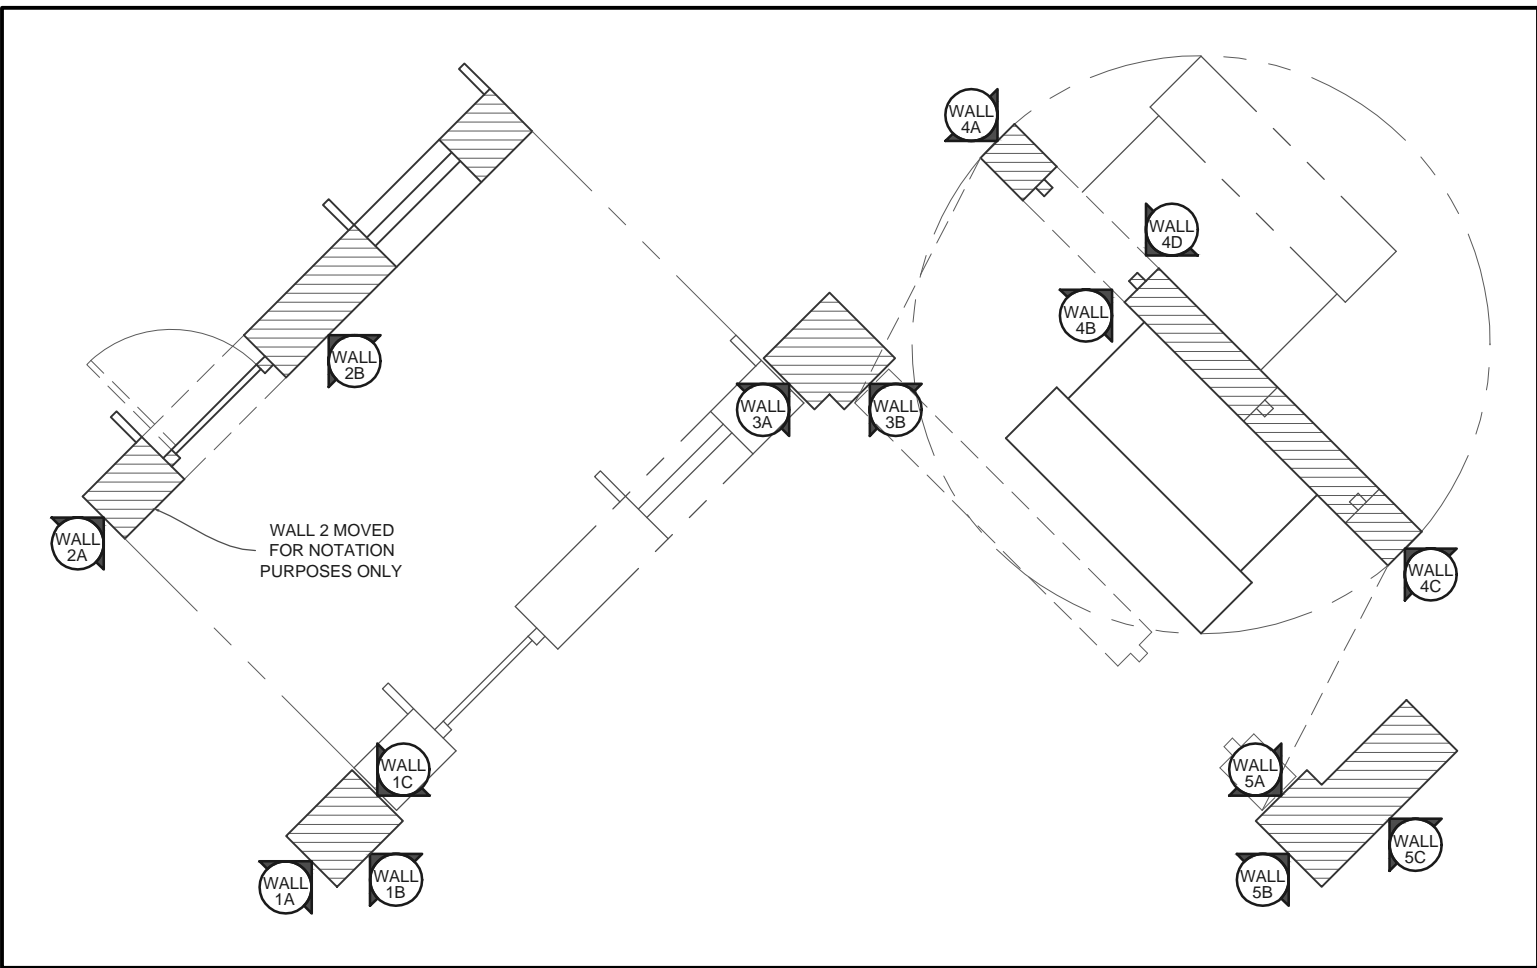 WALL
4A
WALL
4D
WALL
4B
WALL
2B
WALL
3A
WALL
3B
WALL 2 MOVED
FOR NOTATION
PURPOSES ONLY
WALL
2A
WALL
4C
WALL
1C
WALL
5A
WALL
5C
WALL
1A
WALL
1B
WALL
5B